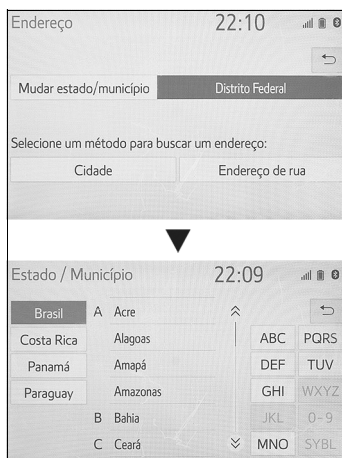 Endereço 22:10
Mudar estado/município Distrito Federal
Selecione um método para buscar um endereço:
Cidade Endereço de rua
Estado / Município 22:09
Brasil A Acre
Costa Rica Alagoas ABC PQRS
Panamá Amapá DEF TUV
Paraguay Amazonas GHI WXYZ
B Bahia JKL 0-9
C Ceará MNO SYBL